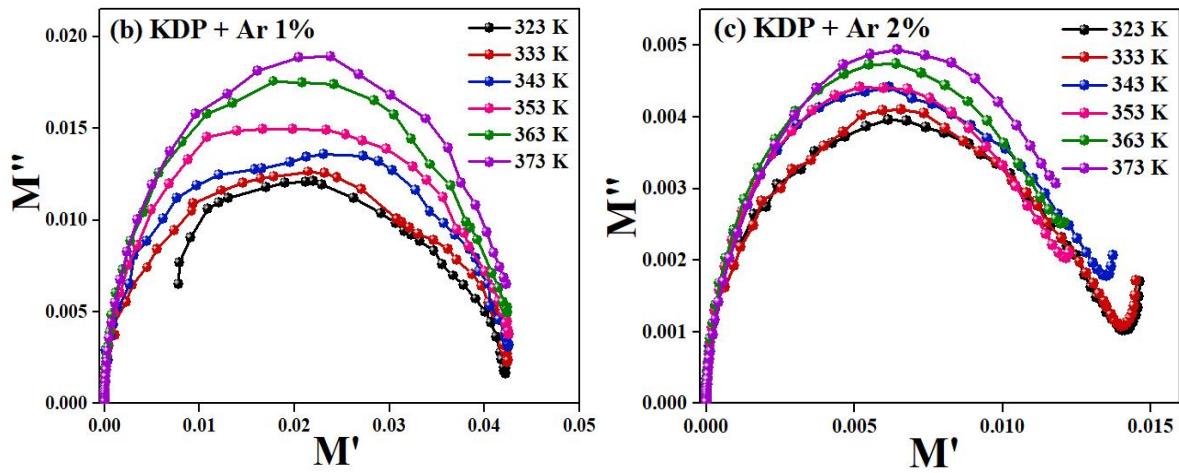 (b) KDP + Ar 1%
323 K
333 K
343 K
353 K
363 K
373 K
0.020
0.015
0.010
0.005
0.000
M''
0.00 0.01 0.02 0.03 0.04 0.05
M'
(c) KDP + Ar 2%
323 K
333 K
343 K
353 K
363 K
373 K
0.005
0.004
0.003
0.002
0.001
0.000
M''
0.000 0.005 0.010 0.015
M'